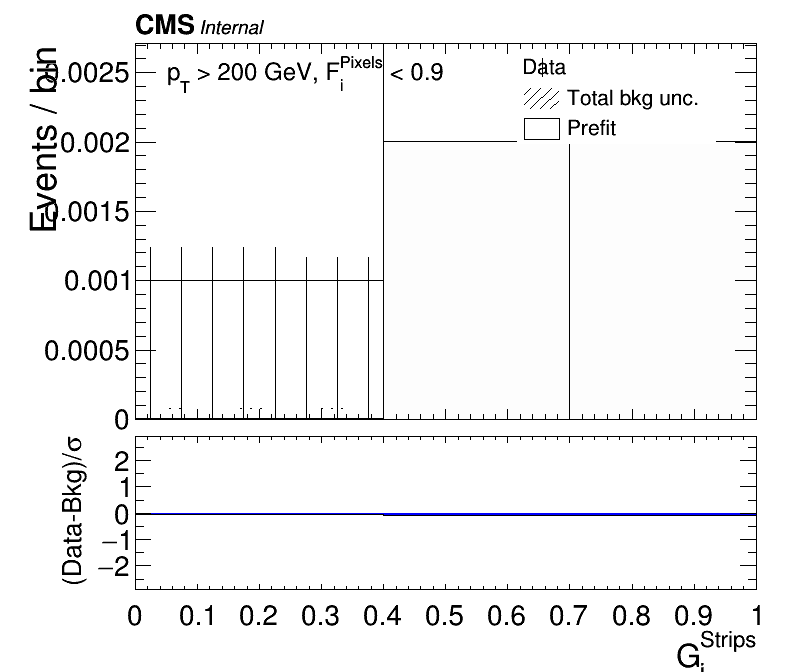 CMS Internal
Events / bin
p_T > 200 GeV, F_i^Pixels < 0.9
Data
Total bkg unc.
Prefit
0.0025
0.002
0.0015
0.001
0.0005
0
(Data-Bkg)/σ
2
1
0
−1
−2
0 0.1 0.2 0.3 0.4 0.5 0.6 0.7 0.8 0.9 1
G_i^Strips